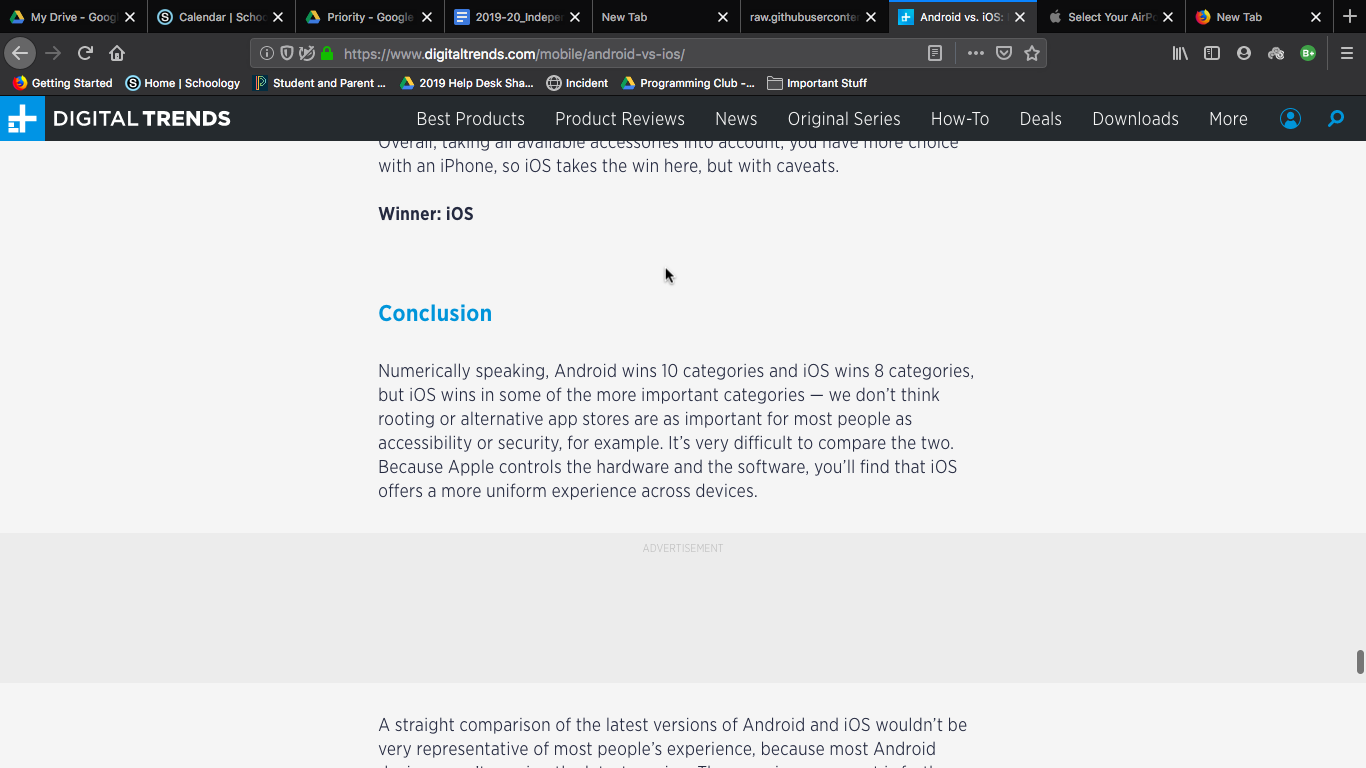 My Drive - Googl
Calendar | Schoo
Priority - Google
2019-20_Indeper
New Tab
raw.githubuserconter
Android vs. iOS:
Select Your AirPo
New Tab
https://www.digitaltrends.com/mobile/android-vs-ios/
B+
Getting Started
Home | Schoology
Student and Parent ...
2019 Help Desk Sha...
Incident
Programming Club -...
Important Stuff
DIGITAL TRENDS
Best Products
Product Reviews
News
Original Series
How-To
Deals
Downloads
More
Overall, taking all available accessories into account, you have more choice
with an iPhone, so iOS takes the win here, but with caveats.
Winner: iOS
Conclusion
Numerically speaking, Android wins 10 categories and iOS wins 8 categories,
but iOS wins in some of the more important categories — we don’t think
rooting or alternative app stores are as important for most people as
accessibility or security, for example. It’s very difficult to compare the two.
Because Apple controls the hardware and the software, you’ll find that iOS
offers a more uniform experience across devices.
ADVERTISEMENT
A straight comparison of the latest versions of Android and iOS wouldn’t be
very representative of most people’s experience, because most Android